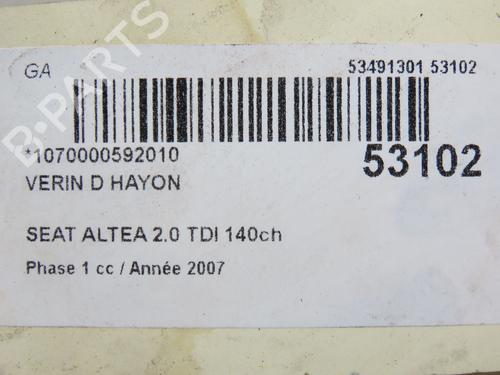 GA
53491301 53102
*1070000592010
53102
VERIN D HAYON
SEAT ALTEA 2.0 TDI 140ch
Phase 1 cc / Année 2007
B-PARTS